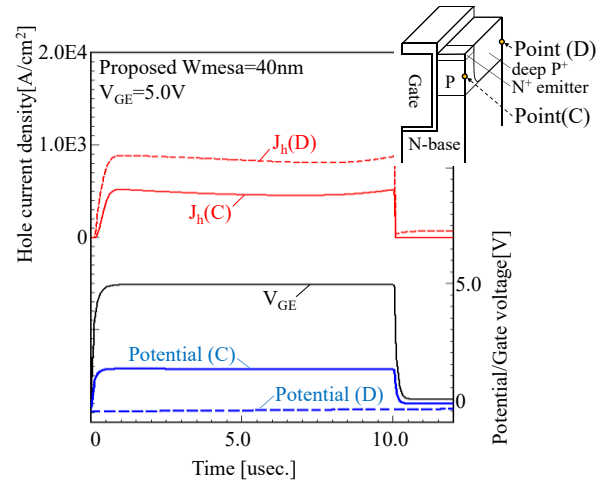 2.0E4
1.0E3
0
Hole current density[A/cm²]
Proposed Wmesa=40nm
V_GE=5.0V
J_h(D)
J_h(C)
Gate
P
N-base
Point (D)
deep P⁺
N⁺ emitter
Point(C)
V_GE
Potential (C)
Potential (D)
5.0
0
Potential/Gate voltage[V]
0
5.0
10.0
Time [usec.]